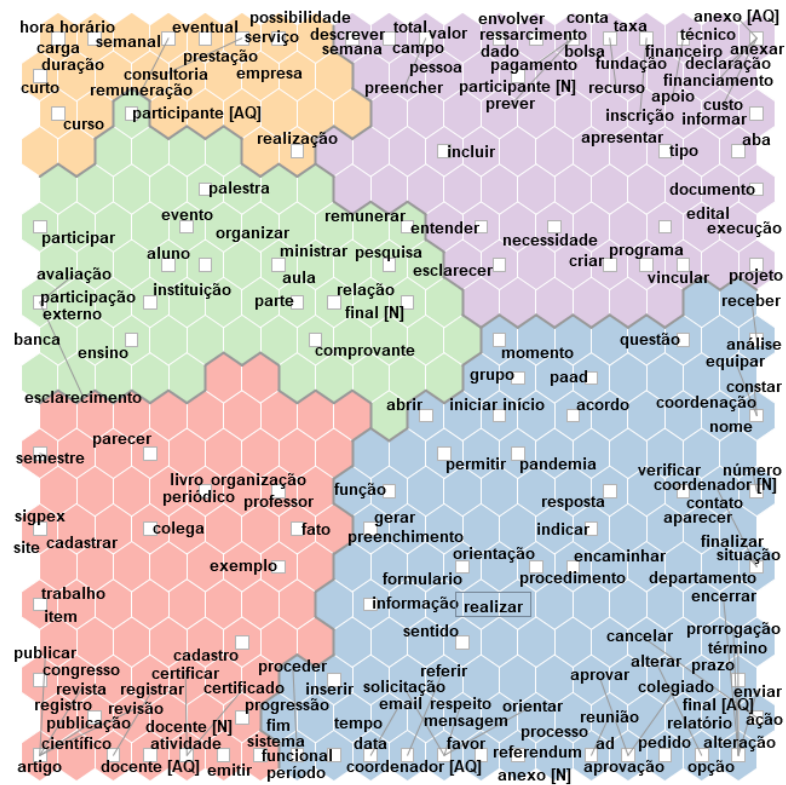 hora horário eventual possibilidade
carga semanal serviço descrever total valor
envolver conta taxa anexo [AQ]
ressarcimento técnico
duração prestação semana campo dado bolsa financeiro anexar
curto consultoria empresa pessoa pagamento fundação declaração
remuneração preencher participante [N] recurso financiamento
prever apoio custo
curso participante [AQ] inscrição informar
realização incluir apresentar tipo aba
palestra documento
evento remunerar edital
participar organizar entender necessidade execução
aluno ministrar pesquisa esclarecer criar programa
avaliação aula vincular projeto
participação instituição parte relação receber
externo final [N]
banca ensino comprovante momento questão análise
equipar
grupo paad constar
esclarecimento abrir iniciar início acordo coordenação
nome
parecer
semestre permitir pandemia verificar número
livro organização coordenador [N]
periódico professor função resposta contato
sigpex gerar aparecer
site cadastrar colega fato preenchimento indicar finalizar
orientação encaminhar situação
exemplo formulario procedimento departamento
trabalho informação realizar encerrar
item
sentido cancelar prorrogação
publicar cadastro término
congresso certificar proceder referir alterar prazo
revista registrar certificado inserir solicitação aprovar colegiado enviar
registro revisão progressão email respeito orientar final [AQ]
publicação docente [N] fim tempo mensagem reunião relatório ação
processo
científico atividade sistema data favor referendum ad pedido alteração
funcional
artigo docente [AQ] emitir período coordenador [AQ] anexo [N] aprovação opção